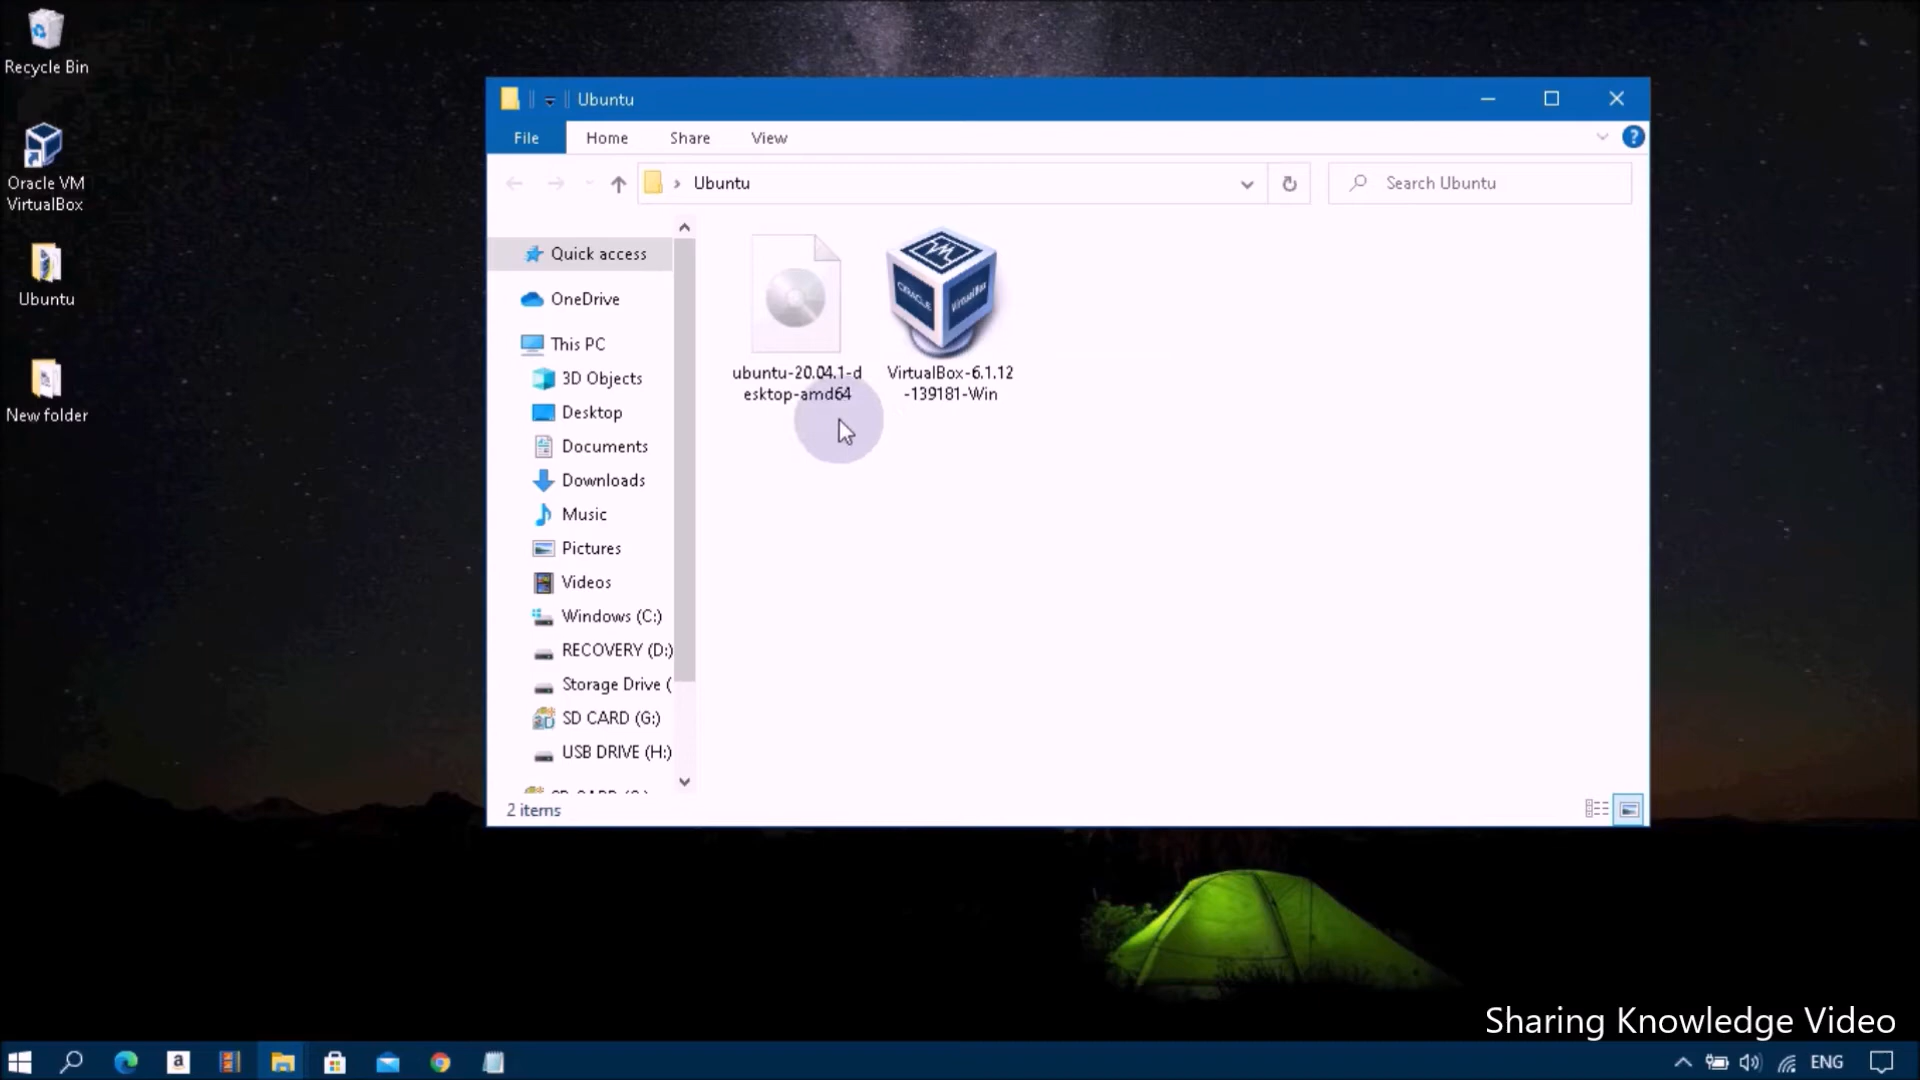 Recycle Bin
Oracle VM
VirtualBox
Ubuntu
New folder
Ubuntu
File
Home
Share
View
?
Ubuntu
Search Ubuntu
Quick access
OneDrive
This PC
3D Objects
Desktop
Documents
Downloads
Music
Pictures
Videos
Windows (C:)
RECOVERY (D:)
Storage Drive (
SD CARD (G:)
USB DRIVE (H:)
ubuntu-20.04.1-d
esktop-amd64
ORACLE
VirtualBox
VirtualBox-6.1.12
-139181-Win
2 items
Sharing Knowledge Video
a
ENG